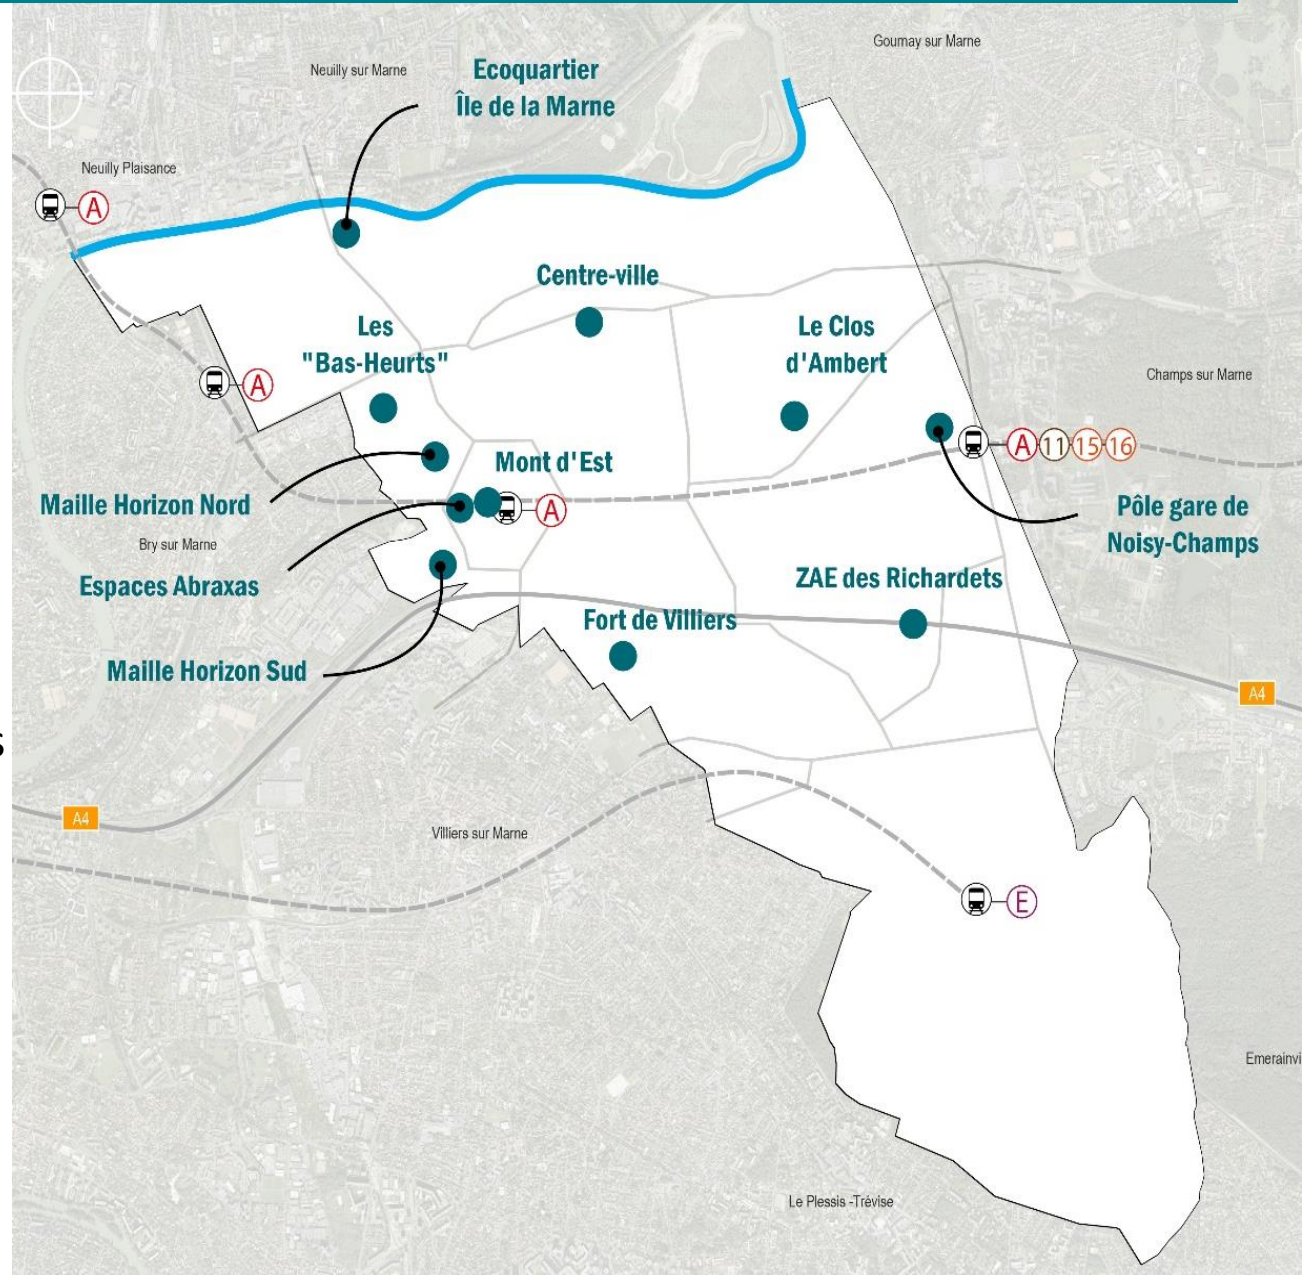 N
Gournay sur Marne
Neuilly sur Marne
Ecoquartier
Île de la Marne
Neuilly Plaisance
A
Centre-ville
Les
"Bas-Heurts"
Le Clos
d'Ambert
A
Champs sur Marne
A 11 15 16
Mont d'Est
A
Maille Horizon Nord
Bry sur Marne
Pôle gare de
Noisy-Champs
Espaces Abraxas
ZAE des Richardets
Fort de Villiers
Maille Horizon Sud
A4
s
A4
Villiers sur Marne
E
Emerainvi
Le Plessis -Trévise